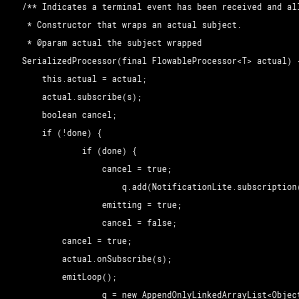 /** Indicates a terminal event has been received and all
* Constructor that wraps an actual subject.
* @param actual the subject wrapped
SerializedProcessor(final FlowableProcessor<T> actual) {
this.actual = actual;
actual.subscribe(s);
boolean cancel;
if (!done) {
if (done) {
cancel = true;
q.add(NotificationLite.subscription(
emitting = true;
cancel = false;
cancel = true;
actual.onSubscribe(s);
emitLoop();
q = new AppendOnlyLinkedArrayList<Object